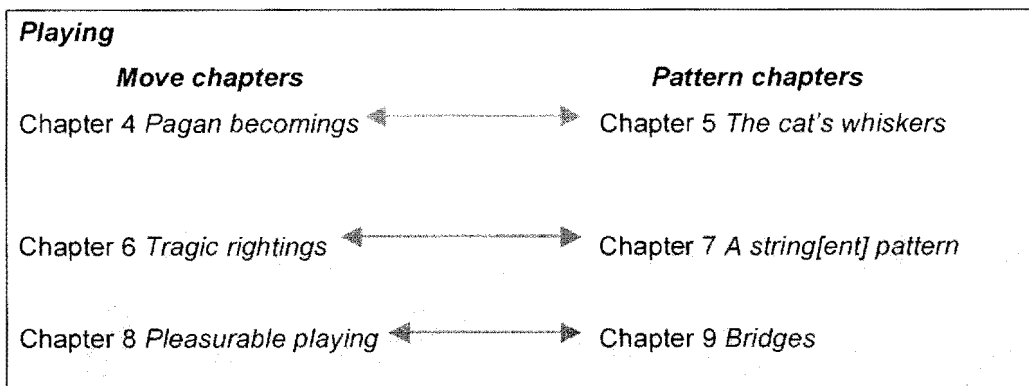 Playing
Move chapters Pattern chapters
Chapter 4 Pagan becomings Chapter 5 The cat's whiskers
Chapter 6 Tragic rightings Chapter 7 A string[ent] pattern
Chapter 8 Pleasurable playing Chapter 9 Bridges